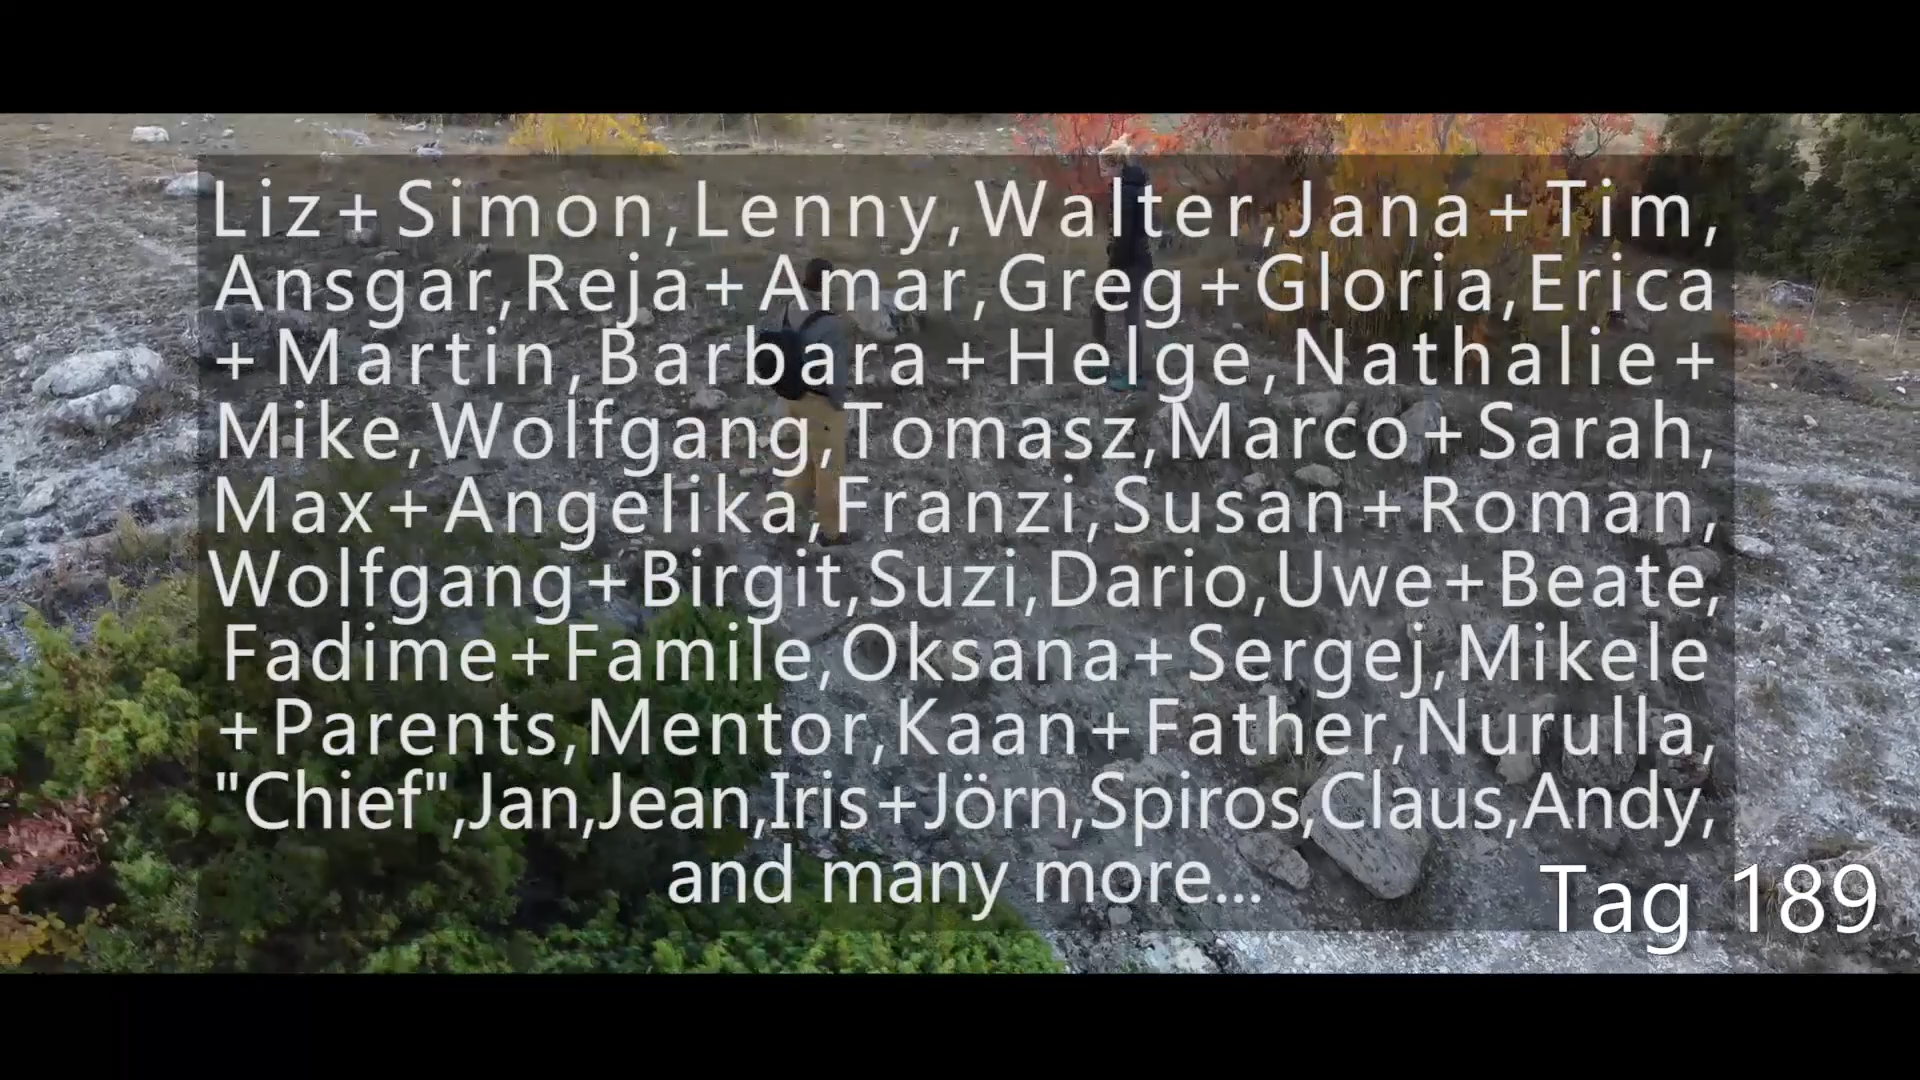 Liz+Simon,Lenny,Walter,Jana+Tim,
Ansgar,Reja+Amar,Greg+Gloria,Erica
+Martin,Barbara+Helge,Nathalie+
Mike,Wolfgang,Tomasz,Marco+Sarah,
Max+Angelika,Franzi,Susan+Roman,
Wolfgang+Birgit,Suzi,Dario,Uwe+Beate,
Fadime+Famile,Oksana+Sergej,Mikele
+Parents,Mentor,Kaan+Father,Nurulla,
"Chief",Jan,Jean,Iris+Jörn,Spiros,Claus,Andy,
and many more...
Tag 189